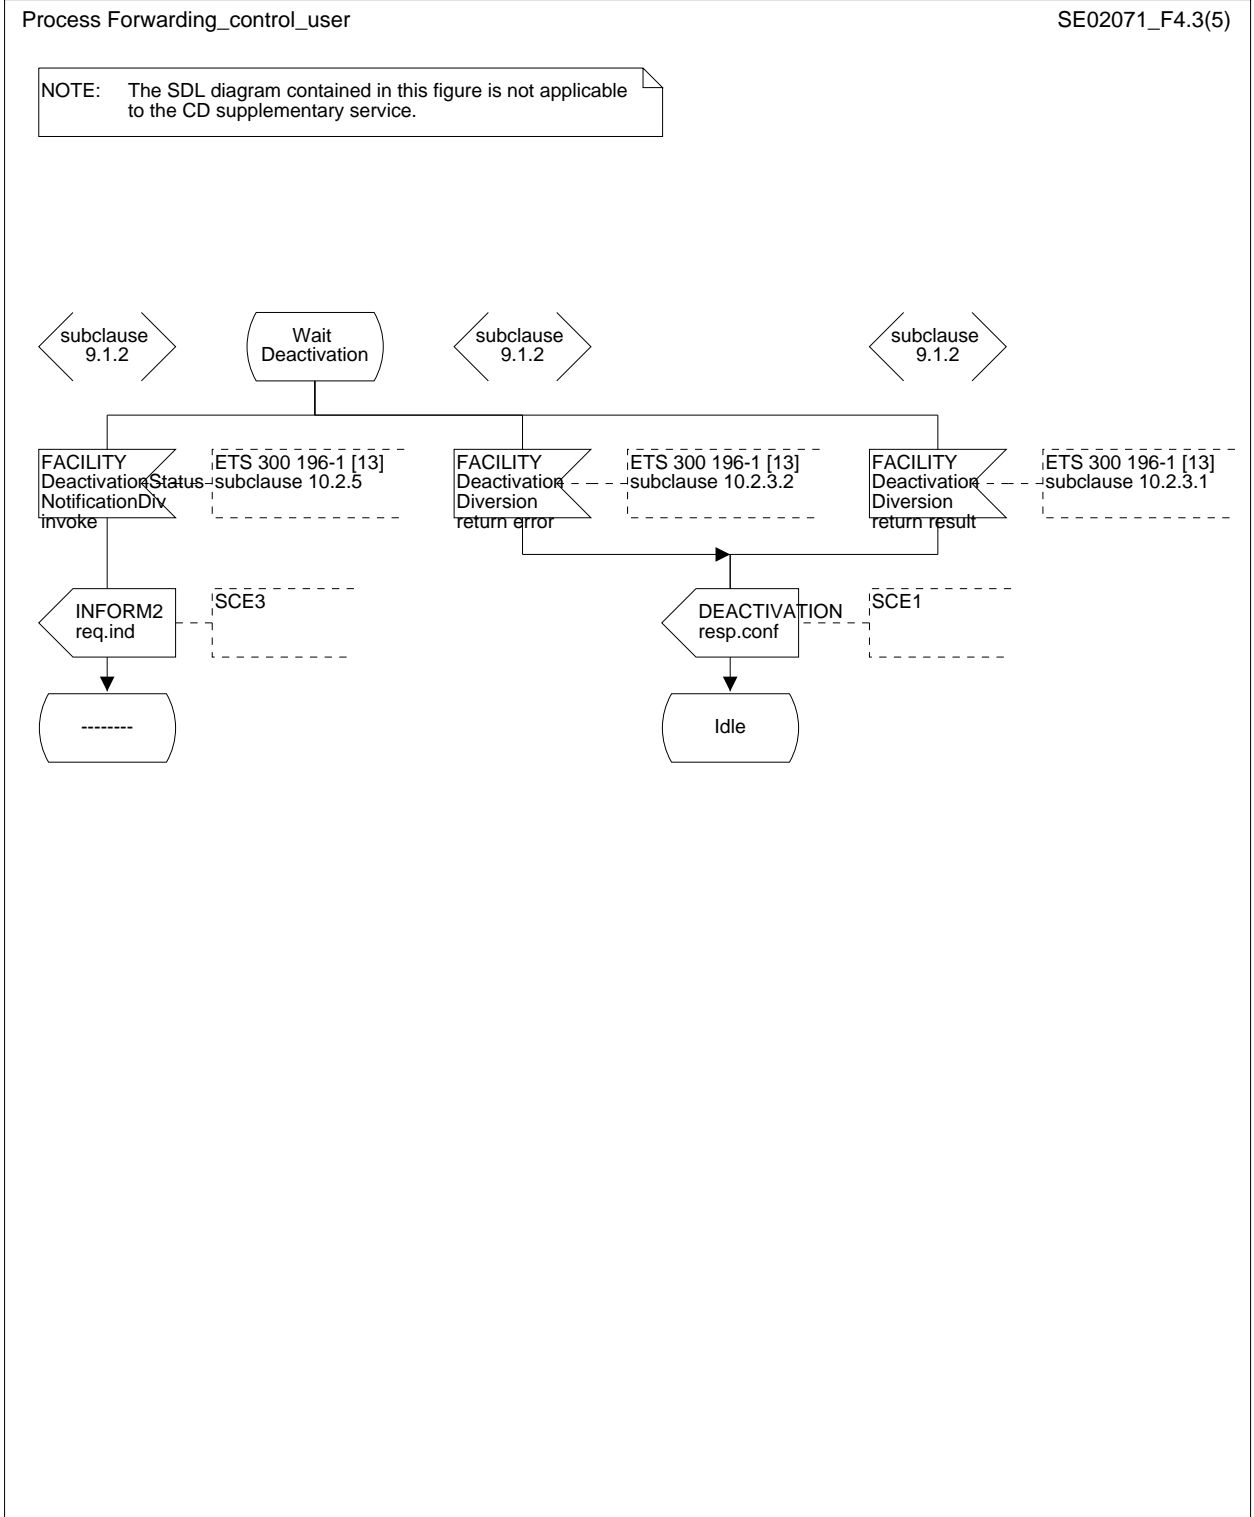 Process Forwarding_control_user
SE02071_F4.3(5)
NOTE: The SDL diagram contained in this figure is not applicable
to the CD supplementary service.
subclause
9.1.2
Wait
Deactivation
subclause
9.1.2
subclause
9.1.2
FACILITY
DeactivationStatus
NotificationDiv
invoke
ETS 300 196-1 [13]
subclause 10.2.5
FACILITY
Deactivation
Diversion
return error
ETS 300 196-1 [13]
subclause 10.2.3.2
FACILITY
Deactivation
Diversion
return result
ETS 300 196-1 [13]
subclause 10.2.3.1
INFORM2
req.ind
SCE3
DEACTIVATION
resp.conf
SCE1
--------
Idle